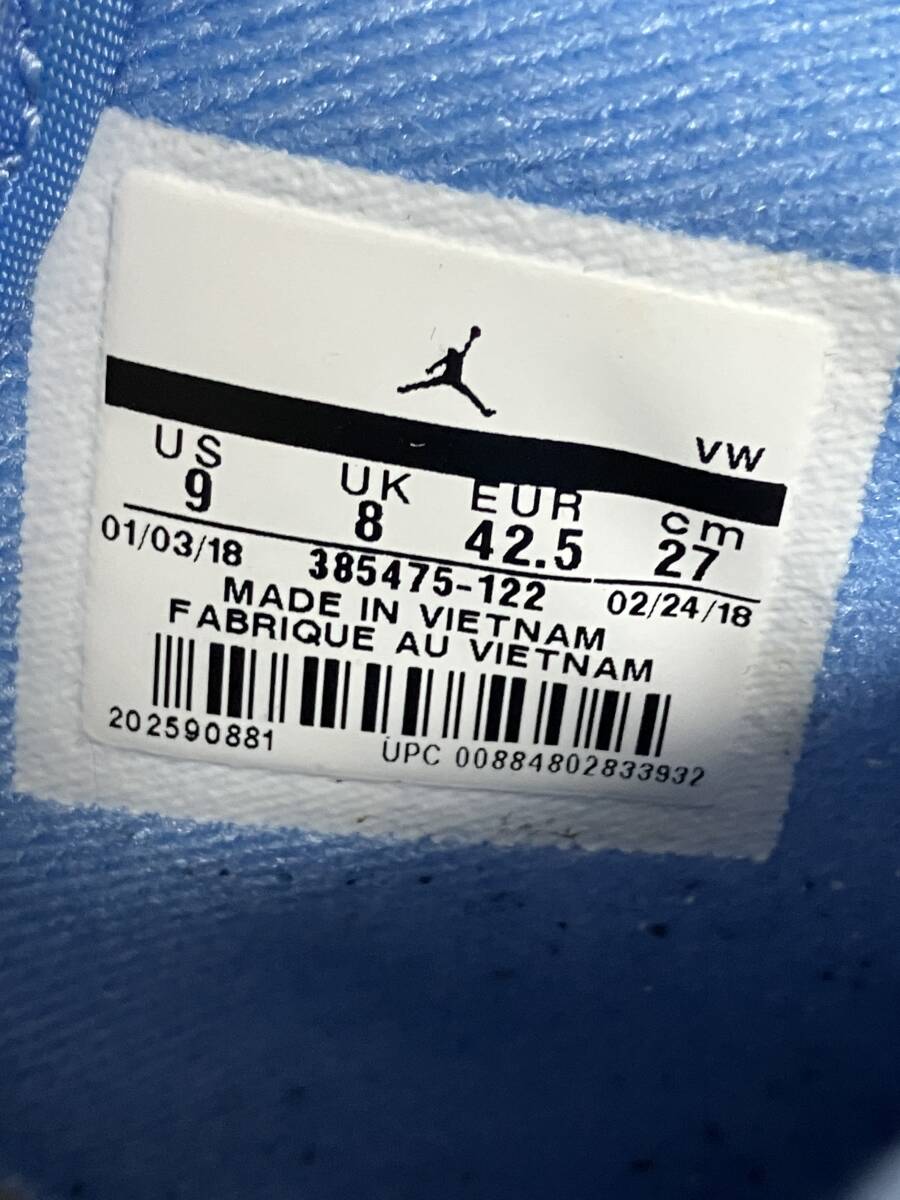 VW
US UK EUR cm
9 8 42.5 27
01/03/18 385475-122 02/24/18
MADE IN VIETNAM
FABRIQUE AU VIETNAM
202590881 UPC 00884802833932